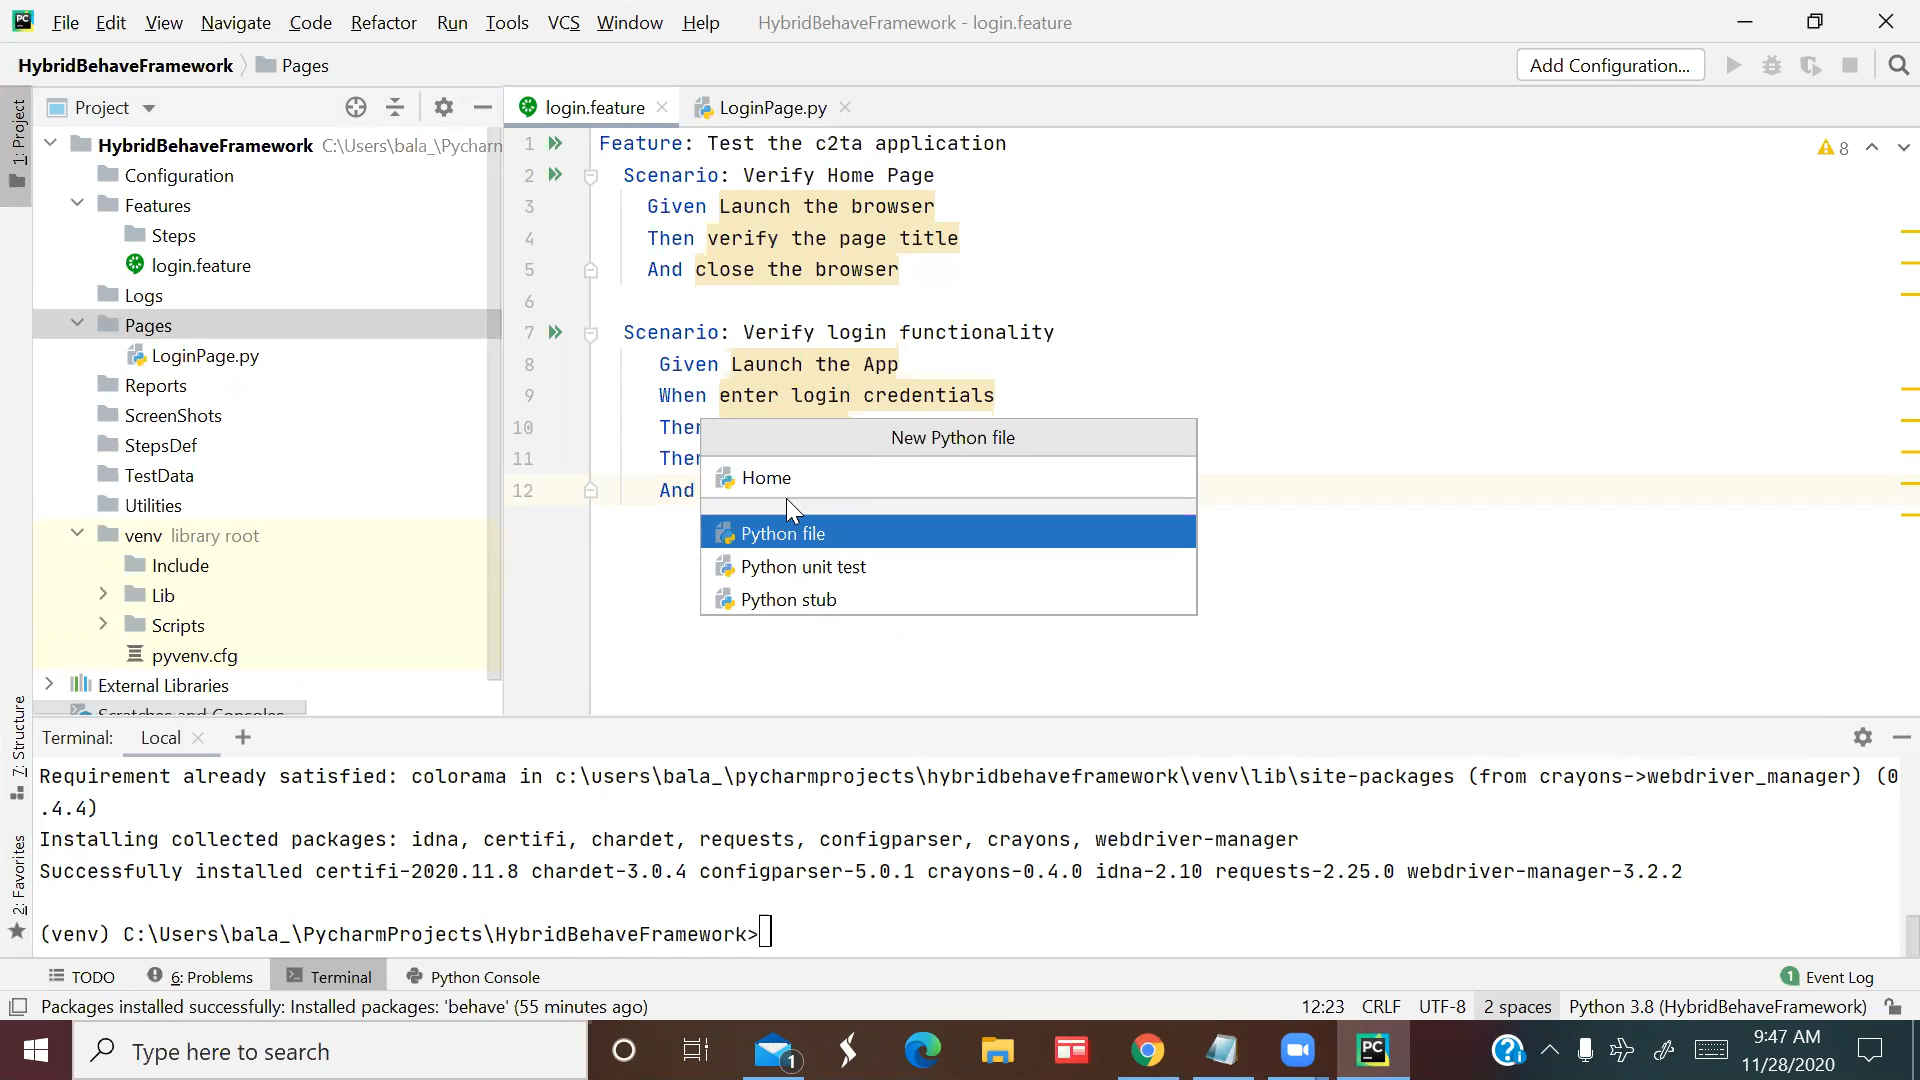 File Edit View Navigate Code Refactor Run Tools VCS Window Help HybridBehaveFramework - login.feature
HybridBehaveFramework Pages Add Configuration...
1: Project
Project
HybridBehaveFramework C:\Users\bala_\Pycharm
Configuration
Features
Steps
login.feature
Logs
Pages
LoginPage.py
Reports
ScreenShots
StepsDef
TestData
Utilities
venv library root
Include
Lib
Scripts
pyvenv.cfg
External Libraries
Scratches and Consoles
login.feature LoginPage.py
8
1 Feature: Test the c2ta application
2 Scenario: Verify Home Page
3 Given Launch the browser
4 Then verify the page title
5 And close the browser
6
7 Scenario: Verify login functionality
8 Given Launch the App
9 When enter login credentials
10 Then
11 Then
12 And
New Python file
Home
Python file
Python unit test
Python stub
7: Structure
2: Favorites
Terminal: Local
Requirement already satisfied: colorama in c:\users\bala_\pycharmprojects\hybridbehaveframework\venv\lib\site-packages (from crayons->webdriver_manager) (0
.4.4)
Installing collected packages: idna, certifi, chardet, requests, configparser, crayons, webdriver-manager
Successfully installed certifi-2020.11.8 chardet-3.0.4 configparser-5.0.1 crayons-0.4.0 idna-2.10 requests-2.25.0 webdriver-manager-3.2.2
(venv) C:\Users\bala_\PycharmProjects\HybridBehaveFramework>
TODO 6: Problems Terminal Python Console 1 Event Log
Packages installed successfully: Installed packages: 'behave' (55 minutes ago) 12:23 CRLF UTF-8 2 spaces Python 3.8 (HybridBehaveFramework)
Type here to search 1 PC 9:47 AM
11/28/2020